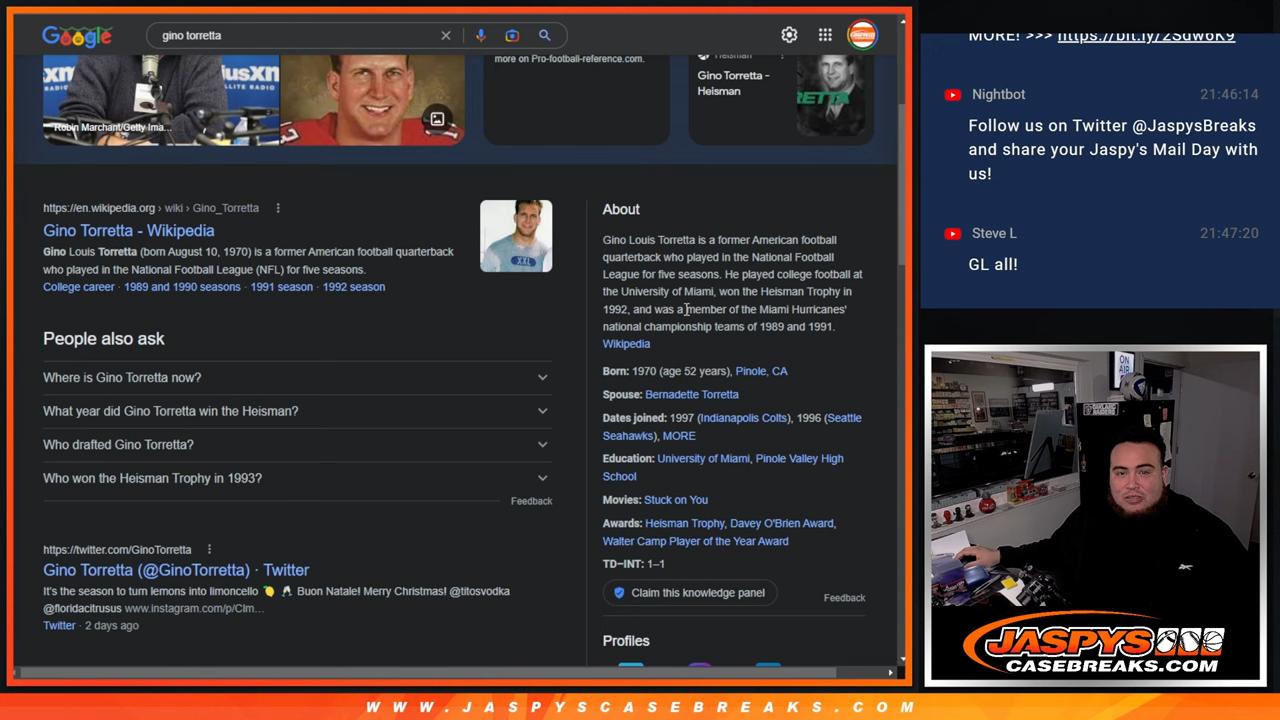 Google
gino torretta
MORE! >>> https://bit.ly/2Sdw6K9
more on Pro-football-reference.com.
Heisman
Gino Torretta -
Heisman
Robin Marchant/Getty Ima...
Nightbot 21:46:14
Follow us on Twitter @JaspysBreaks
and share your Jaspy's Mail Day with
us!
Steve L 21:47:20
GL all!
https://en.wikipedia.org › wiki › Gino_Torretta
Gino Torretta - Wikipedia
Gino Louis Torretta (born August 10, 1970) is a former American football quarterback
who played in the National Football League (NFL) for five seasons.
College career · 1989 and 1990 seasons · 1991 season · 1992 season
XXL
People also ask
Where is Gino Torretta now?
What year did Gino Torretta win the Heisman?
Who drafted Gino Torretta?
Who won the Heisman Trophy in 1993?
Feedback
https://twitter.com/GinoTorretta
Gino Torretta (@GinoTorretta) · Twitter
It's the season to turn lemons into limoncello 🍋 🥂 Buon Natale! Merry Christmas! @titosvodka
@floridacitrusus www.instagram.com/p/Clm...
Twitter · 2 days ago
About
Gino Louis Torretta is a former American football
quarterback who played in the National Football
League for five seasons. He played college football at
the University of Miami, won the Heisman Trophy in
1992, and was a member of the Miami Hurricanes'
national championship teams of 1989 and 1991.
Wikipedia
Born: 1970 (age 52 years), Pinole, CA
Spouse: Bernadette Torretta
Dates joined: 1997 (Indianapolis Colts), 1996 (Seattle
Seahawks), MORE
Education: University of Miami, Pinole Valley High
School
Movies: Stuck on You
Awards: Heisman Trophy, Davey O'Brien Award,
Walter Camp Player of the Year Award
TD–INT: 1–1
Claim this knowledge panel
Feedback
Profiles
ON
AIR
JASPYS
CASEBREAKS.COM
WWW.JASPYSCASEBREAKS.COM